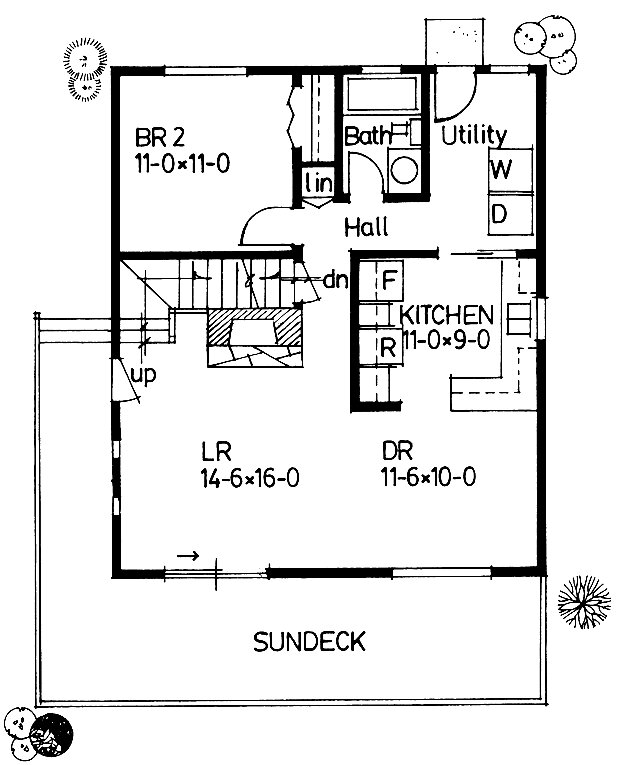 BR 2
11-0×11-0
Bath
Utility
W
lin
D
Hall
dn
F
KITCHEN
11-0×9-0
R
up
LR
14-6×16-0
DR
11-6×10-0
SUNDECK